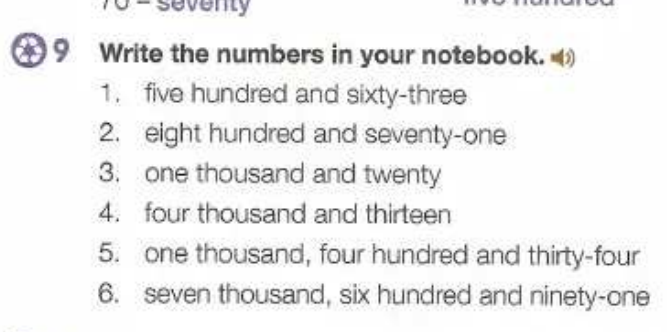 70 – seventy
five hundred
9 Write the numbers in your notebook.
1. five hundred and sixty-three
2. eight hundred and seventy-one
3. one thousand and twenty
4. four thousand and thirteen
5. one thousand, four hundred and thirty-four
6. seven thousand, six hundred and ninety-one